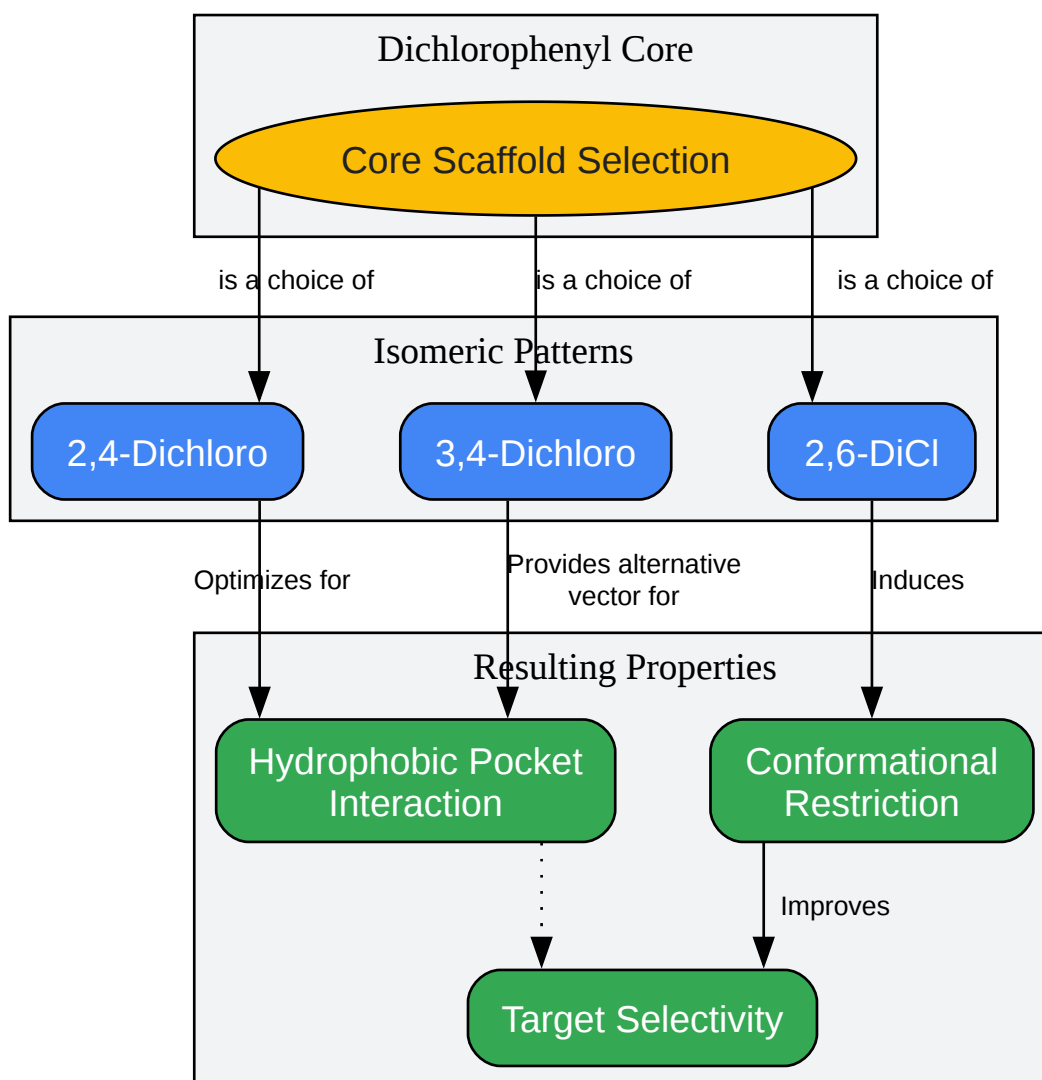 Dichlorophenyl Core
Core Scaffold Selection
is a choice of
is a choice of
is a choice of
Isomeric Patterns
2,4-Dichloro
3,4-Dichloro
2,6-DiCl
Optimizes for
Provides alternative
vector for
Induces
Resulting Properties
Hydrophobic Pocket
Interaction
Conformational
Restriction
Improves
Target Selectivity